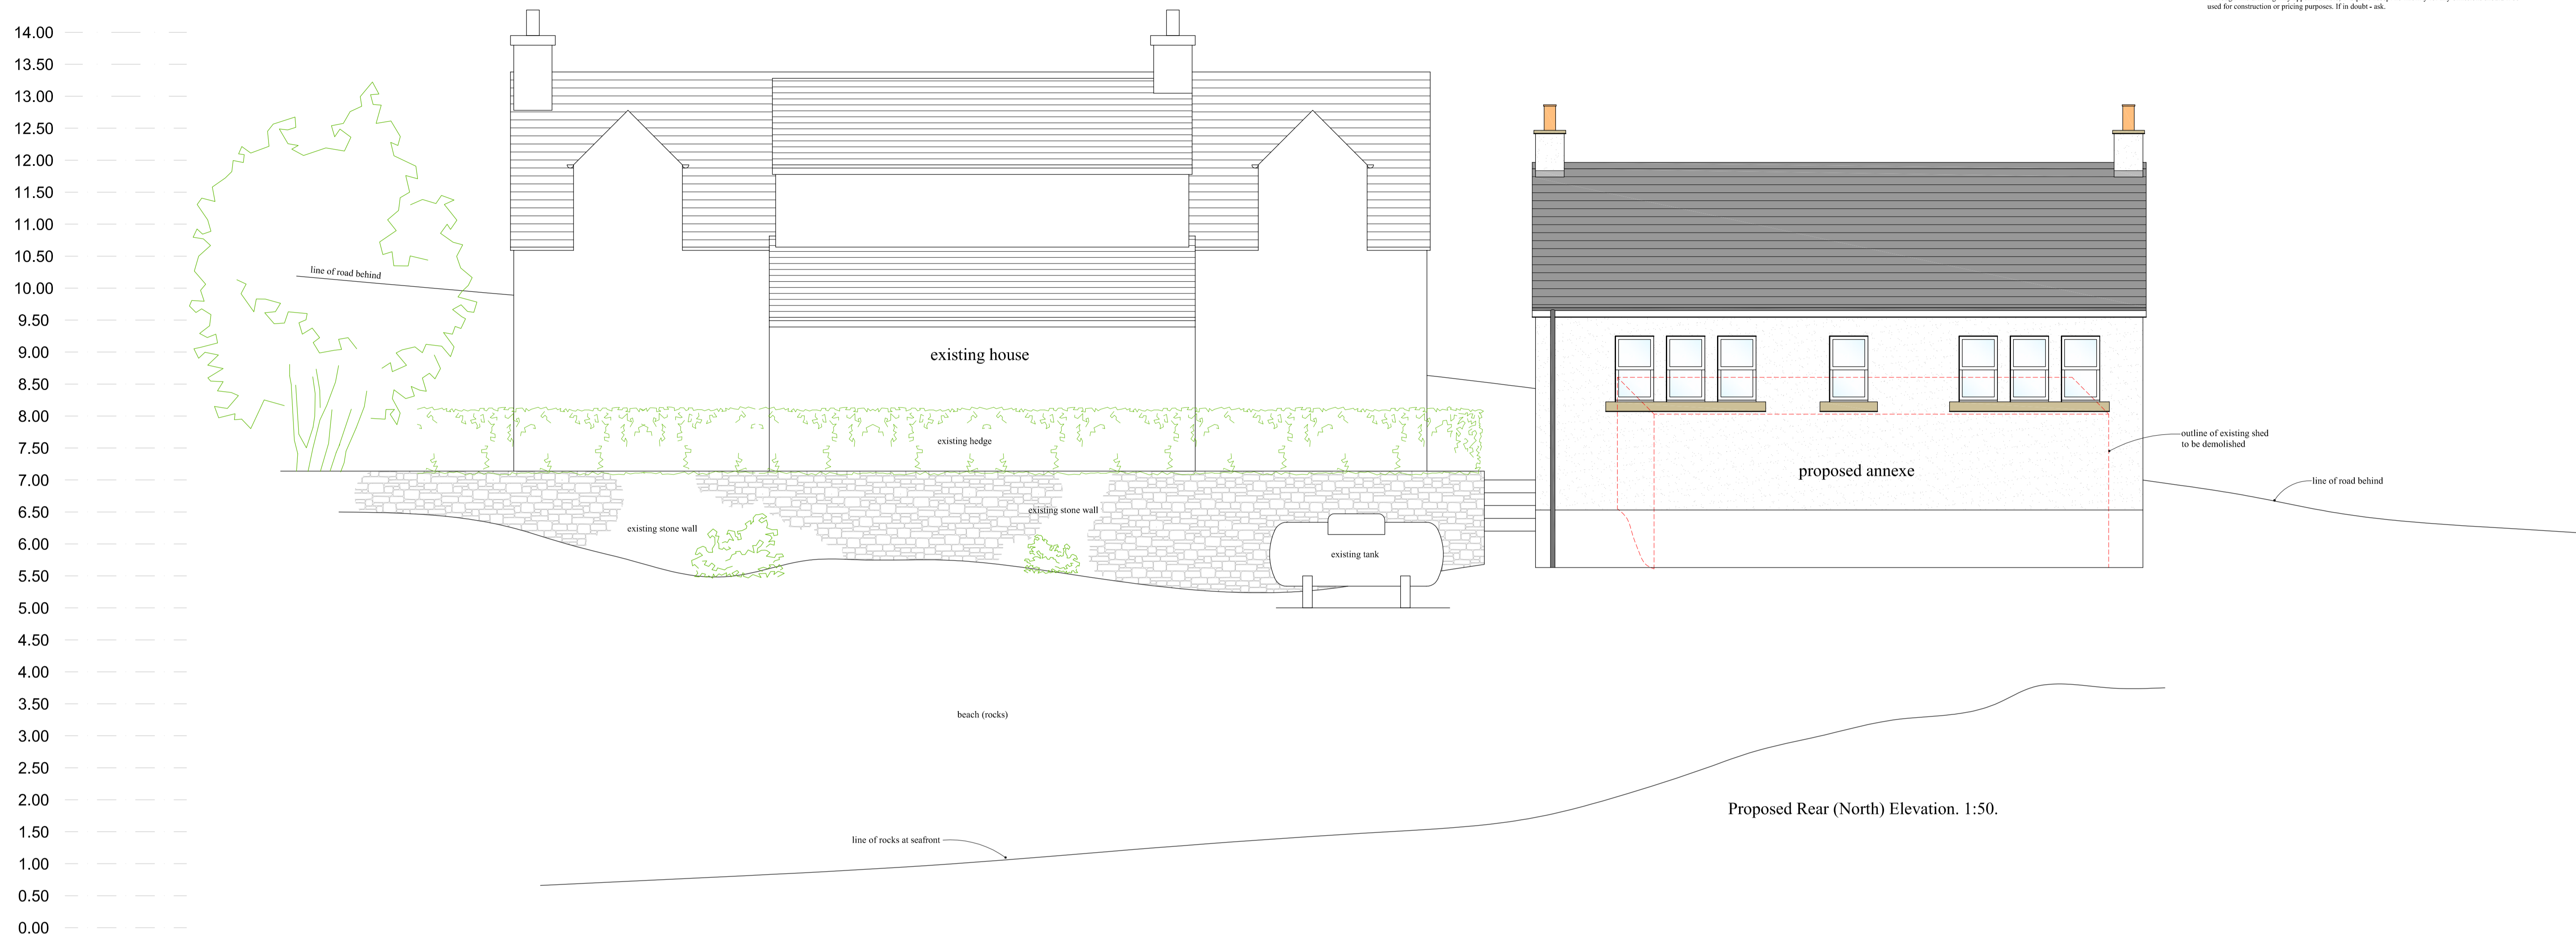 used for construction or pricing purposes. If in doubt - ask.
14.00
13.50
13.00
12.50
12.00
11.50
11.00
10.50
10.00
9.50
9.00
8.50
8.00
7.50
7.00
6.50
6.00
5.50
5.00
4.50
4.00
3.50
3.00
2.50
2.00
1.50
1.00
0.50
0.00
line of road behind
existing house
existing hedge
existing stone wall
existing stone wall
existing tank
proposed annexe
outline of existing shed
to be demolished
line of road behind
beach (rocks)
line of rocks at seafront
Proposed Rear (North) Elevation. 1:50.